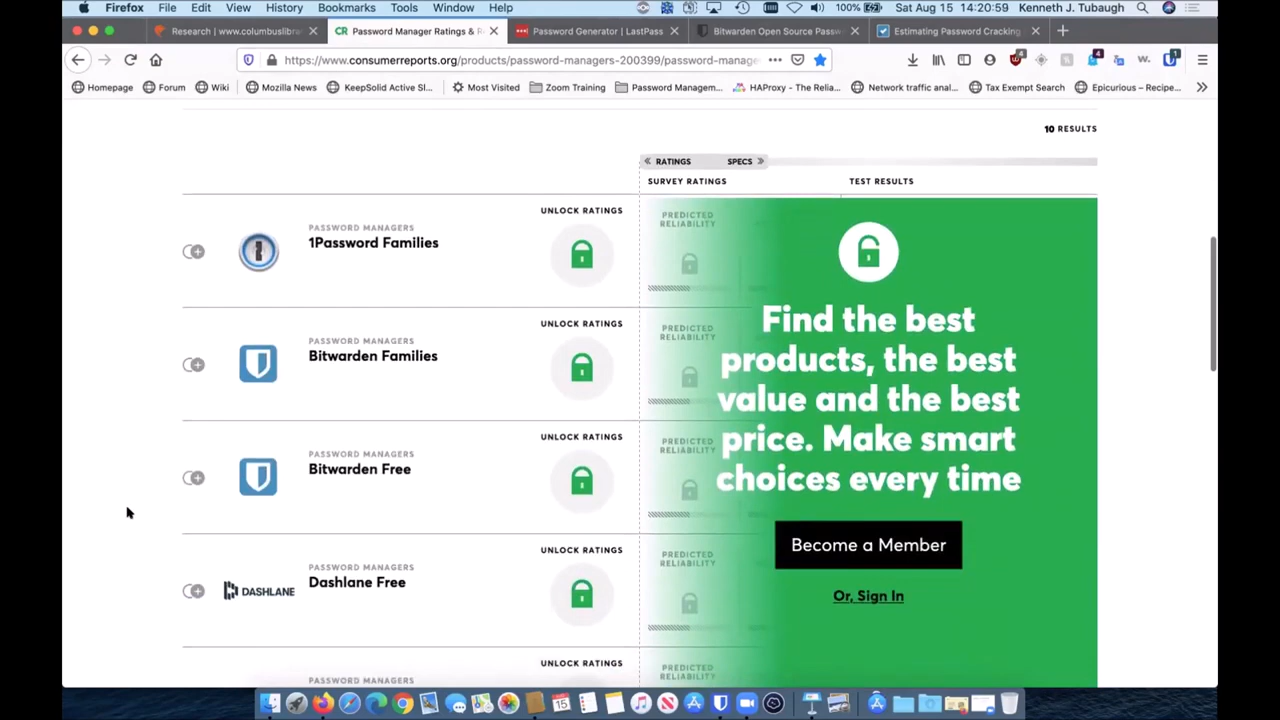 Firefox File Edit View History Bookmarks Tools Window Help 100% Sat Aug 15 14:20:59 Kenneth J. Tubaugh
Research | www.columbuslibrar
CR Password Manager Ratings & R
Password Generator | LastPass
Bitwarden Open Source Passw
Estimating Password Cracking
https://www.consumerreports.org/products/password-managers-200399/password-manage
Homepage Forum Wiki Mozilla News KeepSolid Active Sl... Most Visited Zoom Training Password Managem... HAProxy - The Relia... Network traffic anal... Tax Exempt Search Epicurious – Recipe...
10 RESULTS
RATINGS SPECS
SURVEY RATINGS TEST RESULTS
UNLOCK RATINGS
PASSWORD MANAGERS
1Password Families
PREDICTED
RELIABILITY
UNLOCK RATINGS
PASSWORD MANAGERS
Bitwarden Families
PREDICTED
RELIABILITY
UNLOCK RATINGS
PASSWORD MANAGERS
Bitwarden Free
PREDICTED
RELIABILITY
UNLOCK RATINGS
PASSWORD MANAGERS
DASHLANE
Dashlane Free
PREDICTED
RELIABILITY
UNLOCK RATINGS
PASSWORD MANAGERS
PREDICTED
RELIABILITY
Find the best
products, the best
value and the best
price. Make smart
choices every time
Become a Member
Or, Sign In